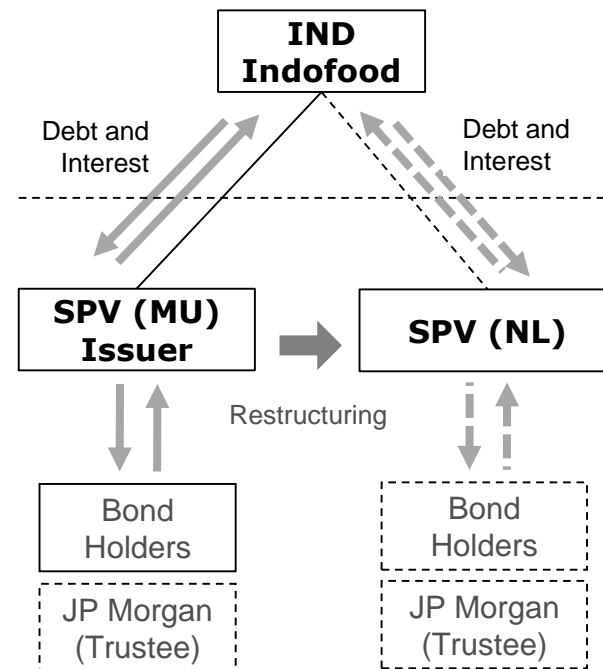 IND
Indofood
Debt and
Interest
Debt and
Interest
SPV (MU)
Issuer
SPV (NL)
Restructuring
Bond
Holders
Bond
Holders
JP Morgan
(Trustee)
JP Morgan
(Trustee)